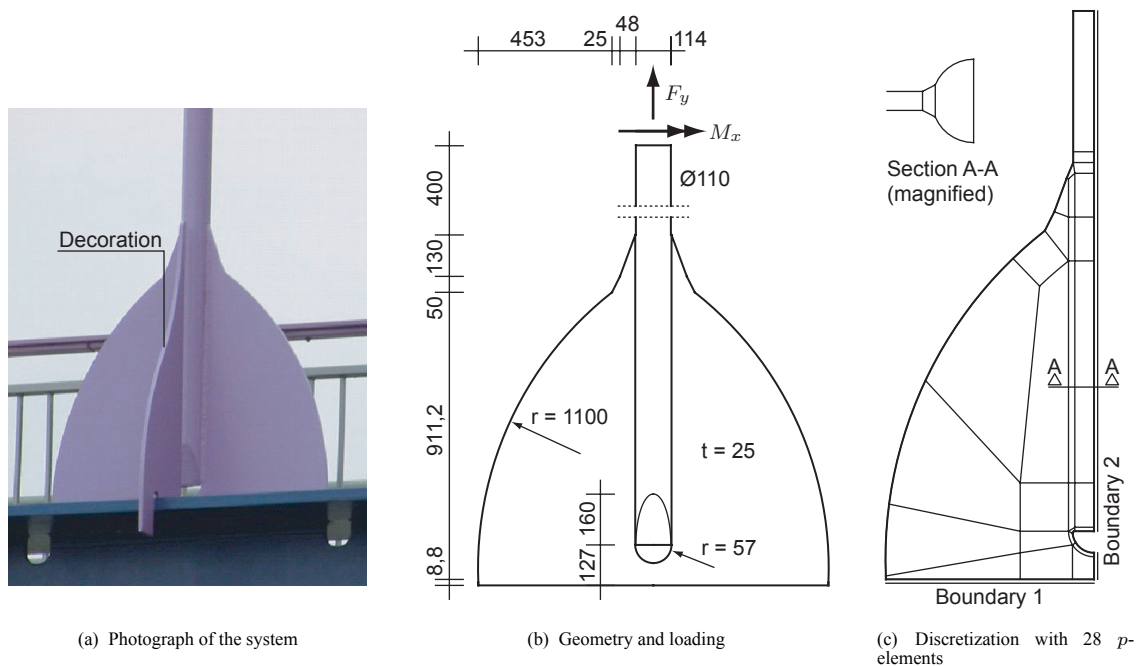 Decoration
453
25
48
114
F_y
M_x
400
Ø110
130
50
r = 1100
911,2
t = 25
160
127
r = 57
8,8
Section A-A
(magnified)
A
A
Boundary 2
Boundary 1
(a) Photograph of the system
(b) Geometry and loading
(c) Discretization with 28 p-
elements